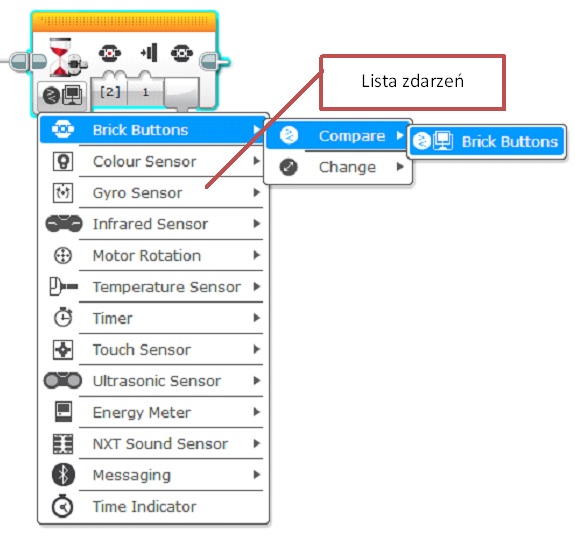 [2] 1
Lista zdarzeń
Brick Buttons
Compare
Brick Buttons
Colour Sensor
Change
Gyro Sensor
Infrared Sensor
Motor Rotation
Temperature Sensor
Timer
Touch Sensor
Ultrasonic Sensor
Energy Meter
NXT Sound Sensor
Messaging
Time Indicator